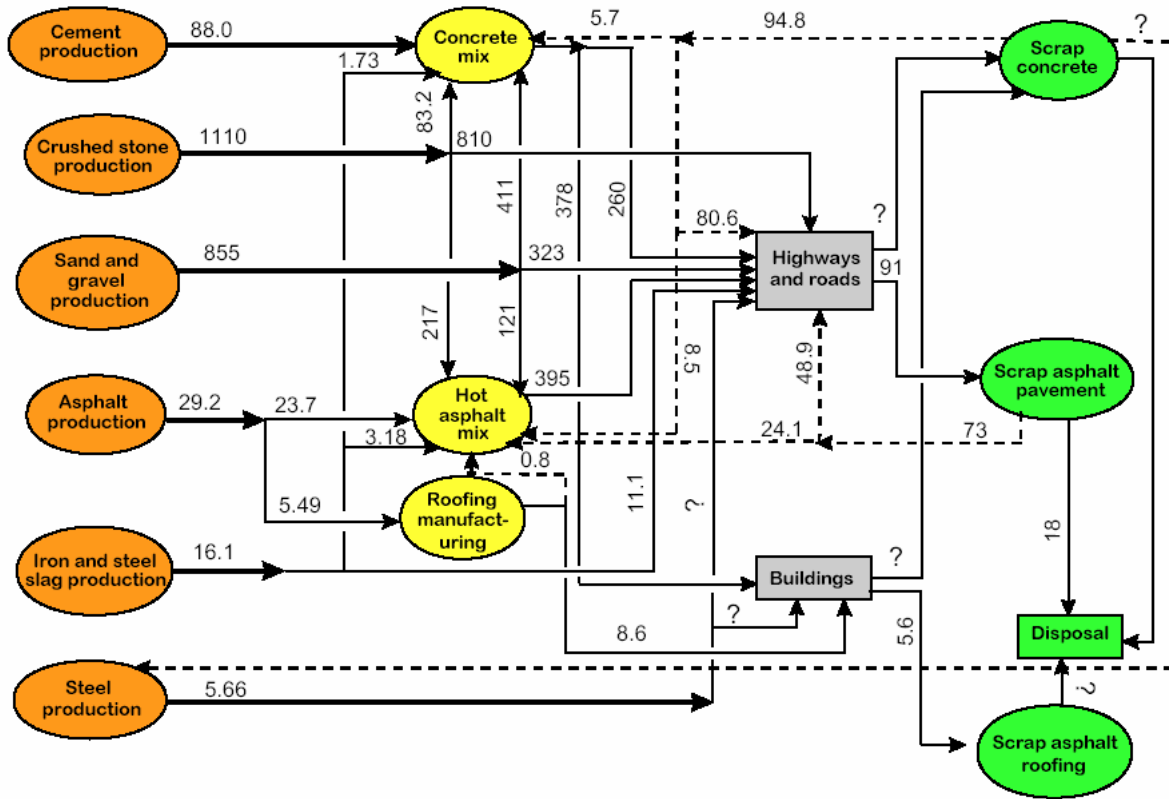 5.7
94.8
?
Cement
production
88.0
Concrete
mix
Scrap
concrete
1.73
83.2
Crushed stone
production
1110
810
411
378
260
80.6
?
Sand and
gravel
production
855
323
Highways
and roads
91
217
121
8.5
48.9
Scrap asphalt
pavement
Asphalt
production
29.2
23.7
395
Hot
asphalt
mix
3.18
24.1
73
0.8
5.49
Roofing
manufact-
uring
11.1
?
18
Iron and steel
slag production
16.1
Buildings
?
?
8.6
5.6
Disposal
Steel
production
5.66
?
Scrap asphalt
roofing